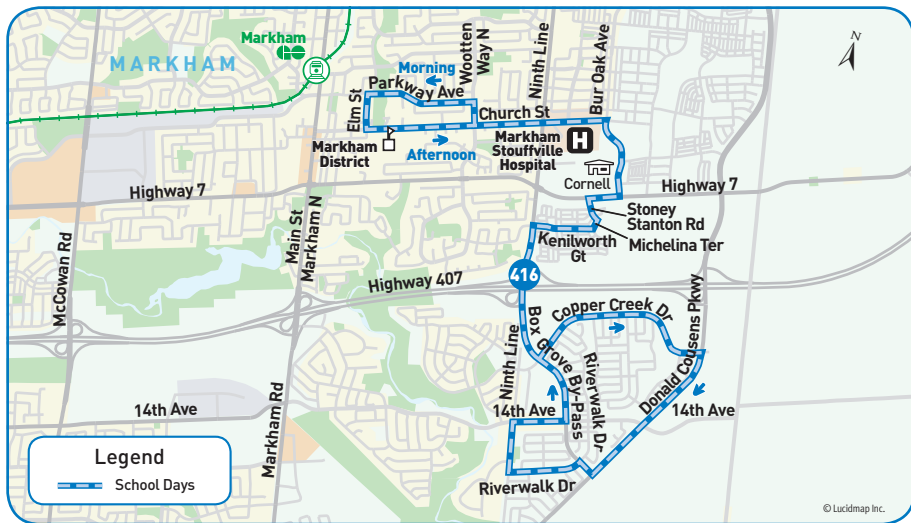 Markham
MARKHAM
Morning
Parkway Ave
Wootten
Way N
Ninth Line
Bur Oak Ave
N
Elm St
Church St
Markham
District
Afternoon
Markham
Stouffville
Hospital
H
Cornell
Highway 7
Highway 7
Stoney
Stanton Rd
Michelina Ter
Kenilworth
Gt
Main St
Markham N
McCowan Rd
416
Highway 407
Box Grove By-Pass
Copper Creek Dr
Donald Cousens Pkwy
Ninth Line
Riverwalk Dr
14th Ave
14th Ave
14th Ave
Markham Rd
Riverwalk Dr
Legend
School Days
© Lucidmap Inc.